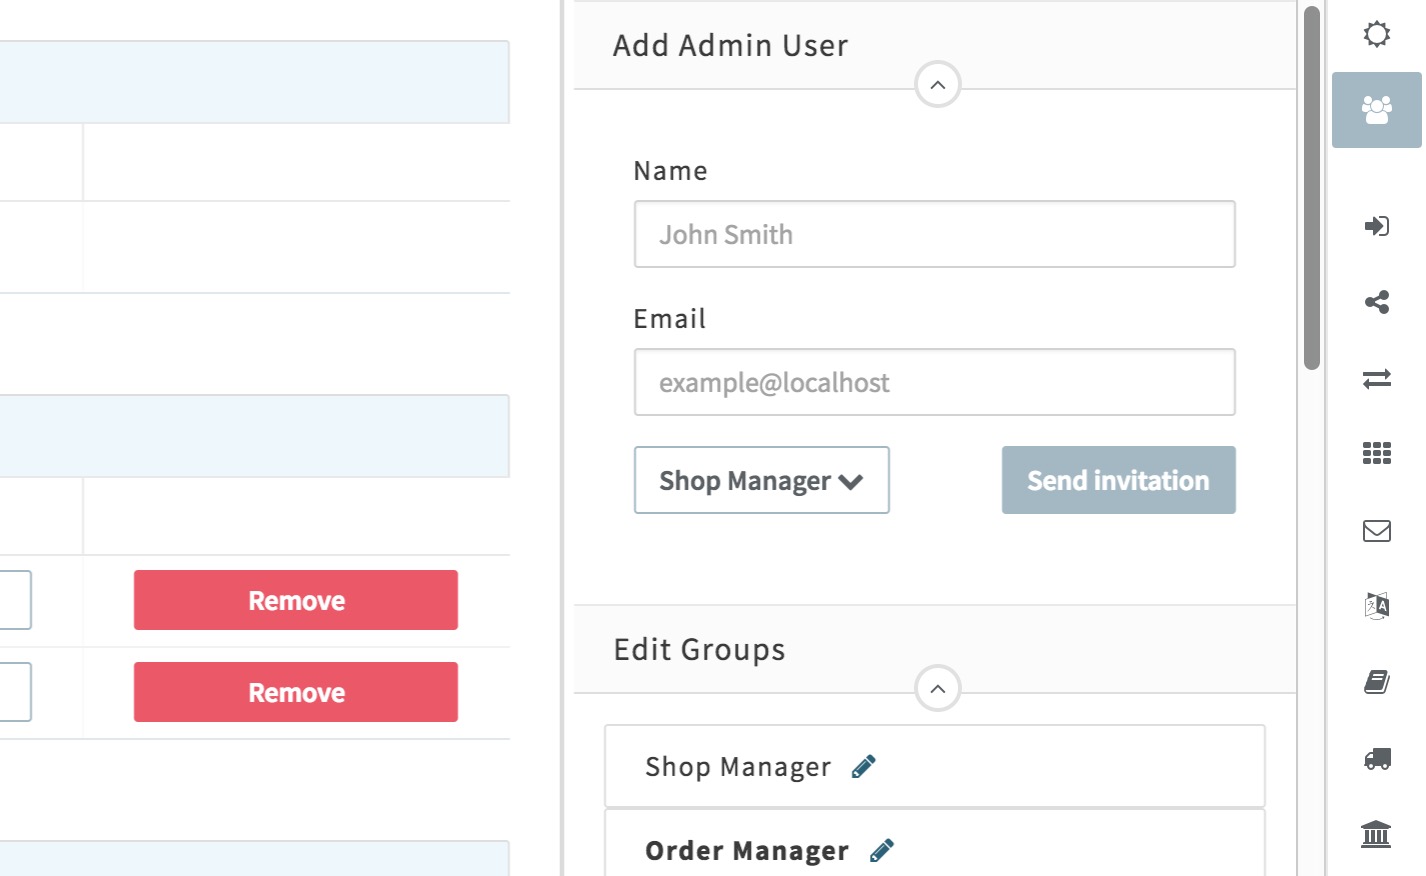 Add Admin User
Name
John Smith
Email
example@localhost
Shop Manager
Send invitation
Remove
Remove
Edit Groups
Shop Manager
Order Manager